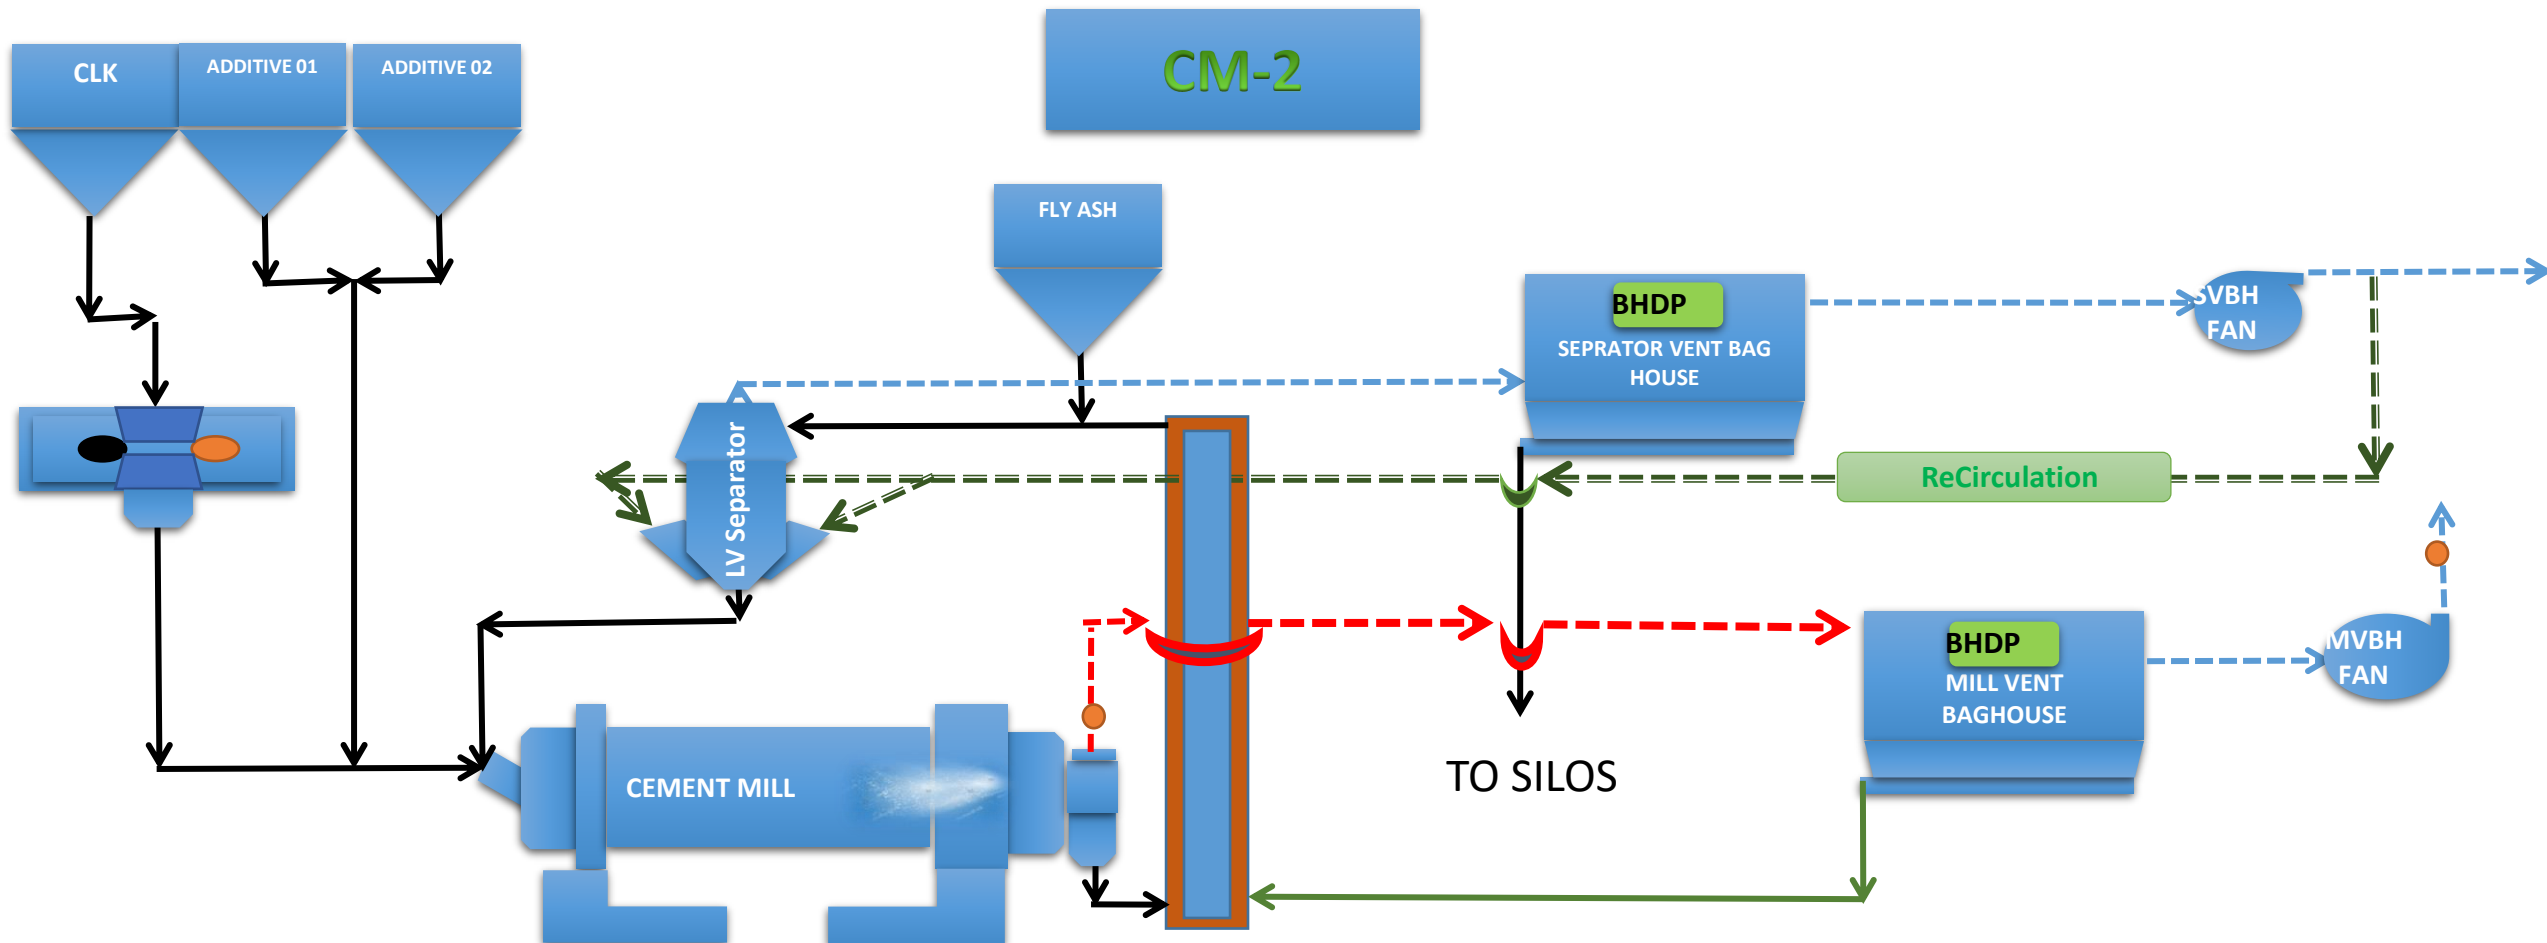 CM-2
CLK
ADDITIVE 01
ADDITIVE 02
FLY ASH
BHDP
SEPRATOR VENT BAG
HOUSE
SVBH
FAN
LV Separator
ReCirculation
BHDP
MILL VENT
BAGHOUSE
MVBH
FAN
CEMENT MILL
TO SILOS